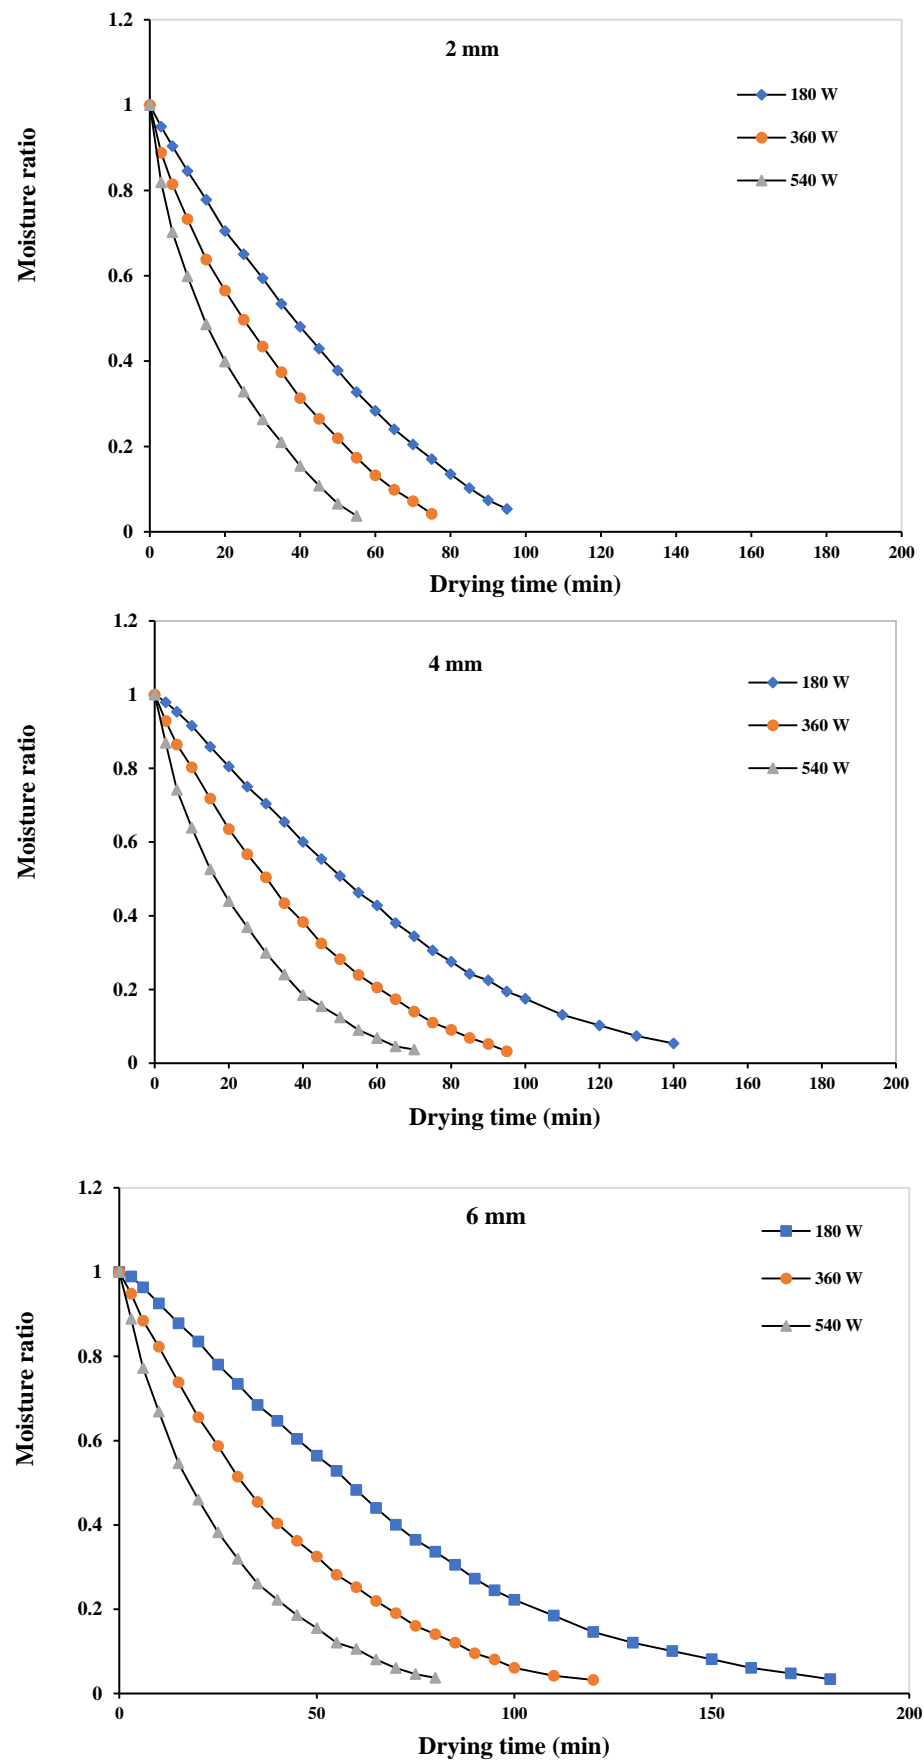 1.2
2 mm
180 W
1
360 W
540 W
0.8
Moisture ratio
0.6
0.4
0.2
0
0 20 40 60 80 100 120 140 160 180 200
Drying time (min)
1.2
4 mm
180 W
1
360 W
0.8
540 W
Moisture ratio
0.6
0.4
0.2
0
0 20 40 60 80 100 120 140 160 180 200
Drying time (min)
1.2
6 mm
180 W
1
360 W
540 W
0.8
Moisture ratio
0.6
0.4
0.2
0
0 50 100 150 200
Drying time (min)